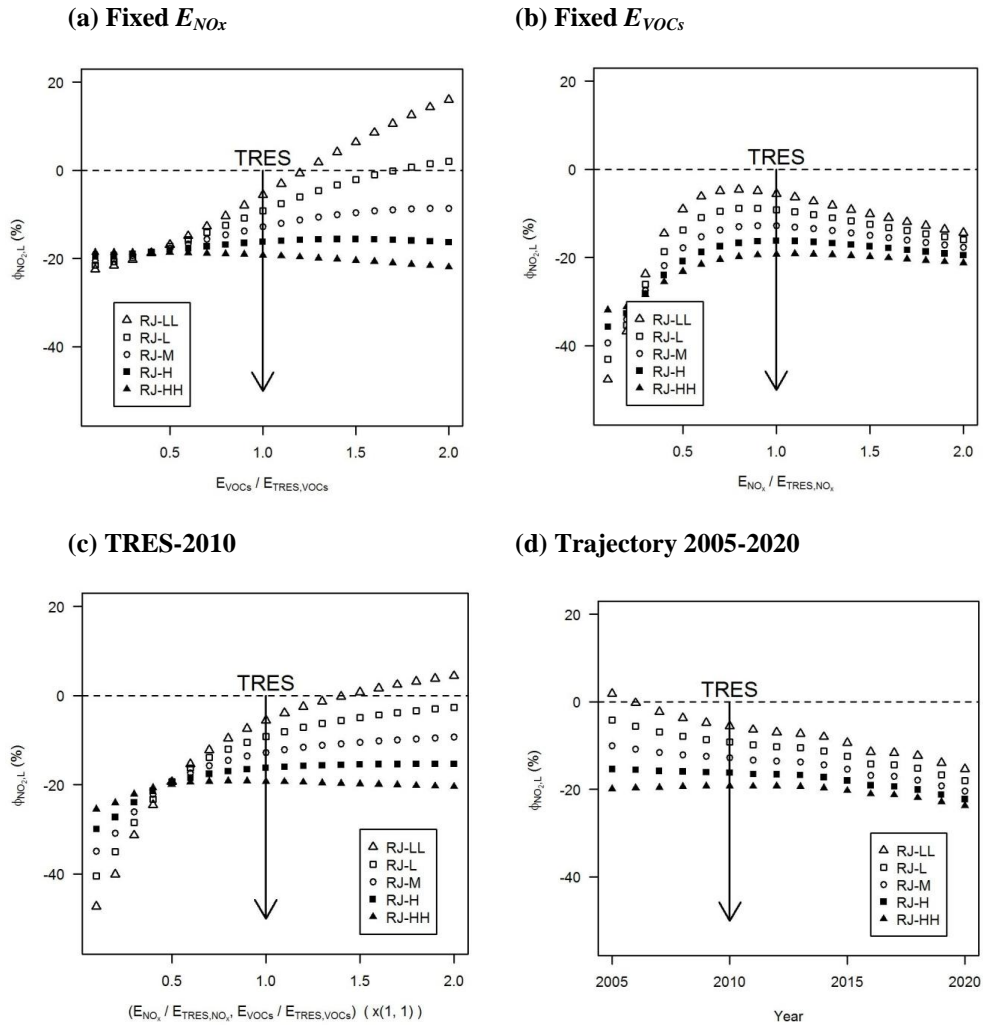 (a) Fixed E_NOx
20
0
-20
-40
ϕ_NO₂,L (%)
TRES
RJ-LL
RJ-L
RJ-M
RJ-H
RJ-HH
0.5 1.0 1.5 2.0
E_VOCs / E_TRES,VOCs
(b) Fixed E_VOCs
20
0
-20
-40
ϕ_NO₂,L (%)
TRES
RJ-LL
RJ-L
RJ-M
RJ-H
RJ-HH
0.5 1.0 1.5 2.0
E_NOₓ / E_TRES,NOₓ
(c) TRES-2010
20
0
-20
-40
ϕ_NO₂,L (%)
TRES
RJ-LL
RJ-L
RJ-M
RJ-H
RJ-HH
0.5 1.0 1.5 2.0
(E_NOₓ / E_TRES,NOₓ, E_VOCs / E_TRES,VOCs) ( x(1, 1) )
(d) Trajectory 2005-2020
20
0
-20
-40
ϕ_NO₂,L (%)
TRES
RJ-LL
RJ-L
RJ-M
RJ-H
RJ-HH
2005 2010 2015 2020
Year